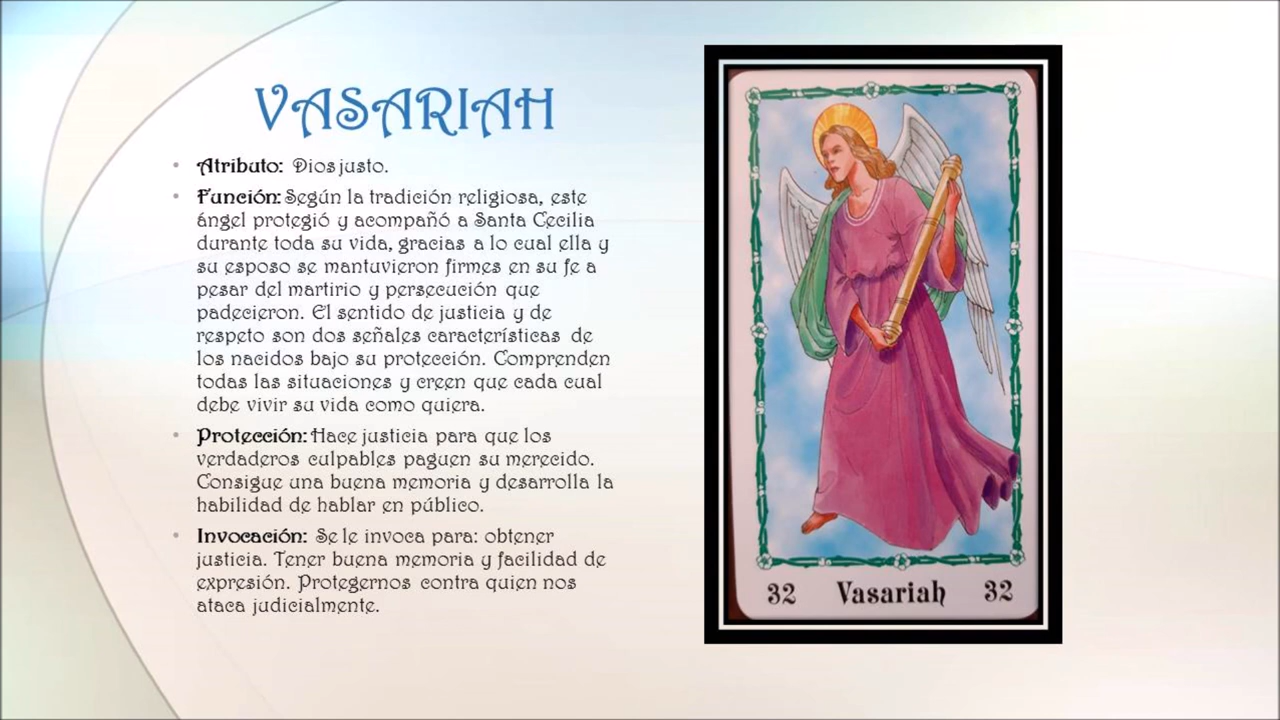 VASARIAH
• Atributo: Dios justo.
• Función: Según la tradición religiosa, este
ángel protegió y acompañó a Santa Cecilia
durante toda su vida, gracias a lo cual ella y
su esposo se mantuvieron firmes en su fe a
pesar del martirio y persecución que
padecieron. El sentido de justicia y de
respeto son dos señales características de
los nacidos bajo su protección. Comprenden
todas las situaciones y creen que cada cual
debe vivir su vida como quiera.
• Protección: Hace justicia para que los
verdaderos culpables paguen su merecido.
Consigue una buena memoria y desarrolla la
habilidad de hablar en público.
• Invocación: Se le invoca para: obtener
justicia. Tener buena memoria y facilidad de
expresión. Protegernos contra quien nos
ataca judicialmente.
32 Vasariah 32